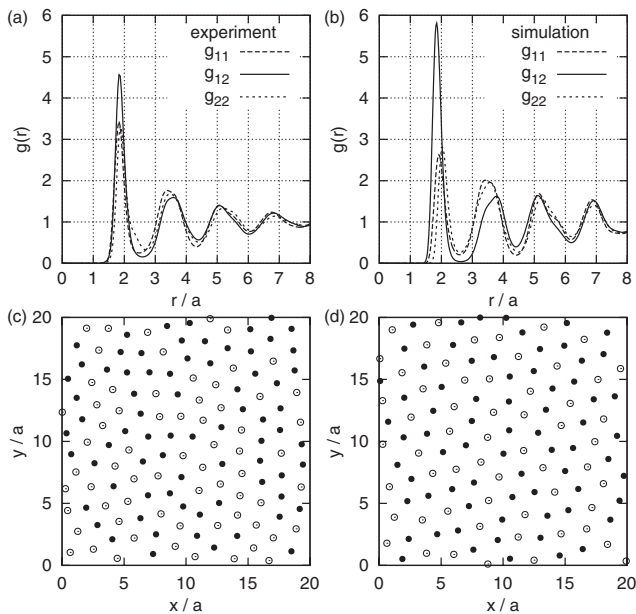 (a)
experiment
g11
g12
g22
g(r)
6
5
4
3
2
1
0
0 1 2 3 4 5 6 7 8
r / a
(b)
simulation
g11
g12
g22
g(r)
6
5
4
3
2
1
0
0 1 2 3 4 5 6 7 8
r / a
(c)
y / a
20
15
10
5
0
0 5 10 15 20
x / a
(d)
y / a
20
15
10
5
0
0 5 10 15 20
x / a